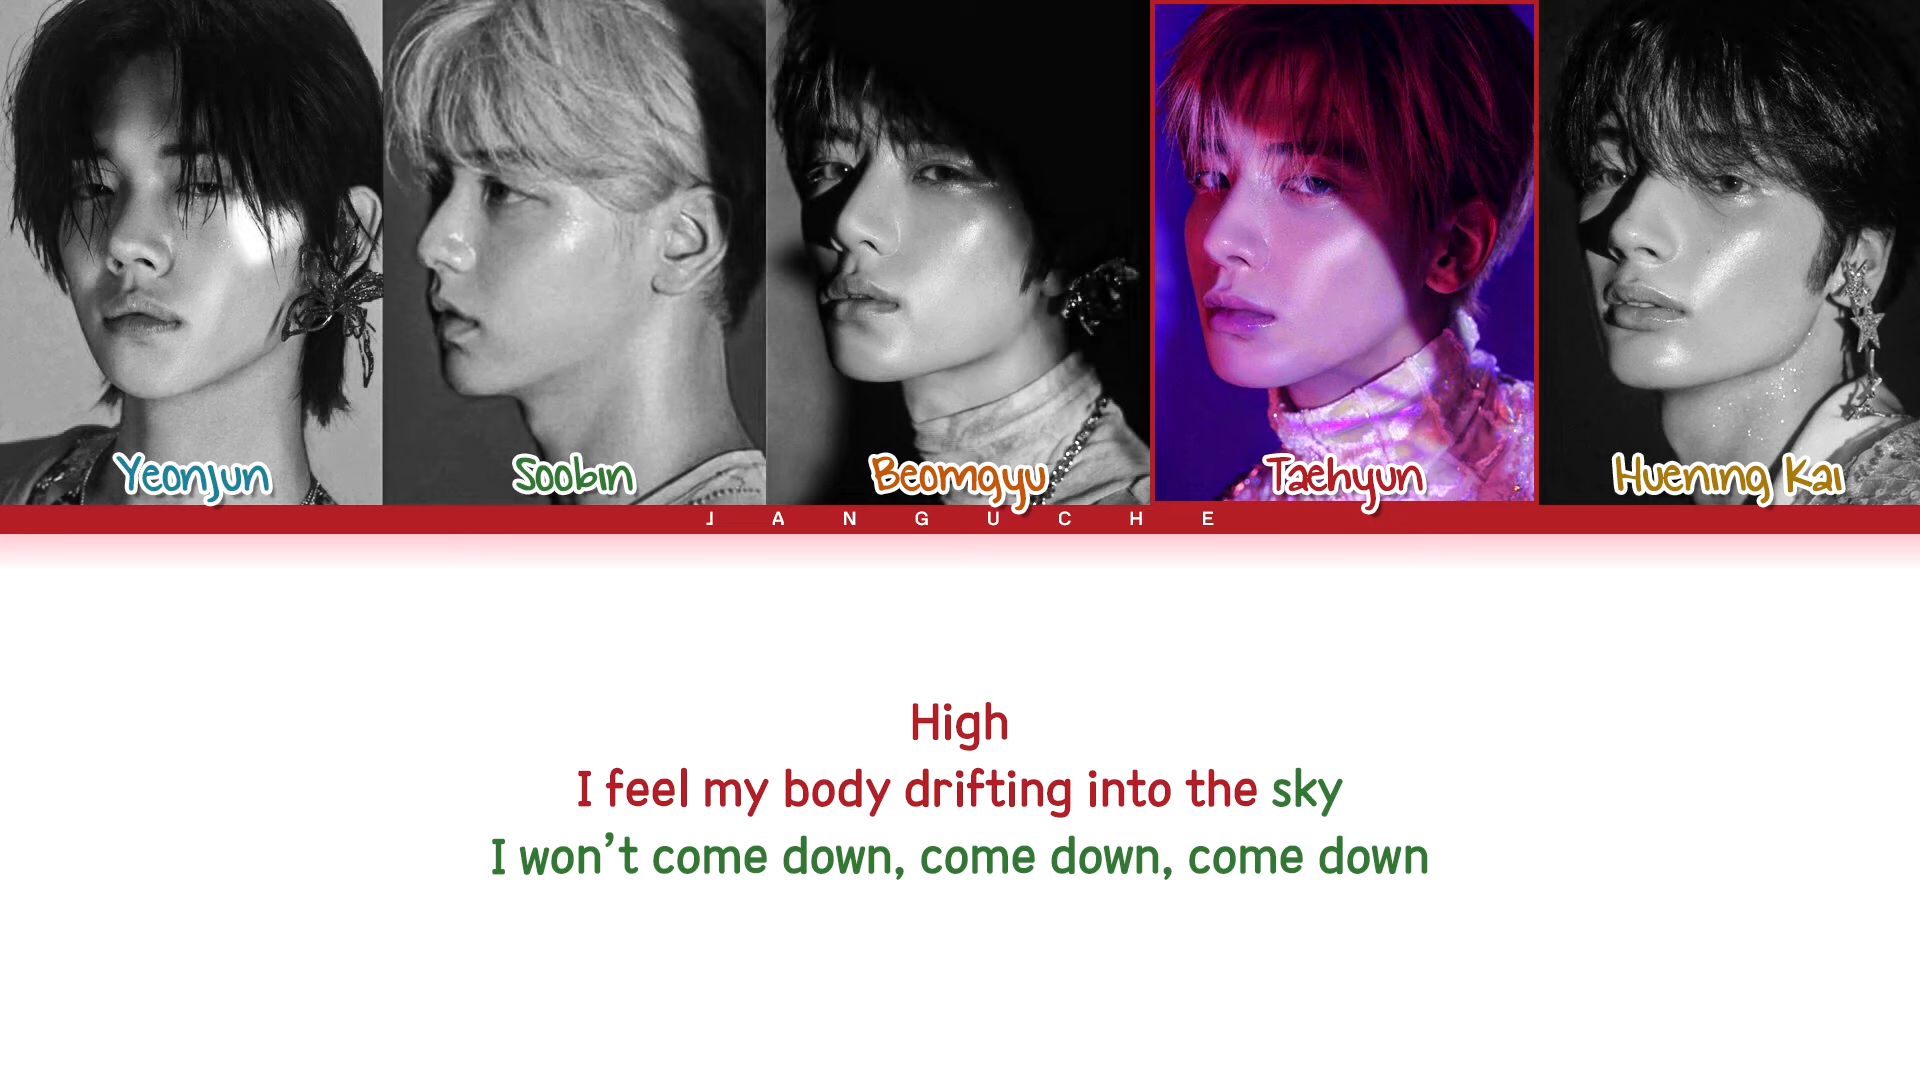 Yeonjun Soobin Beomgyu Taehyun Huening Kai
JANGUCHE
High
I feel my body drifting into the sky
I won’t come down, come down, come down